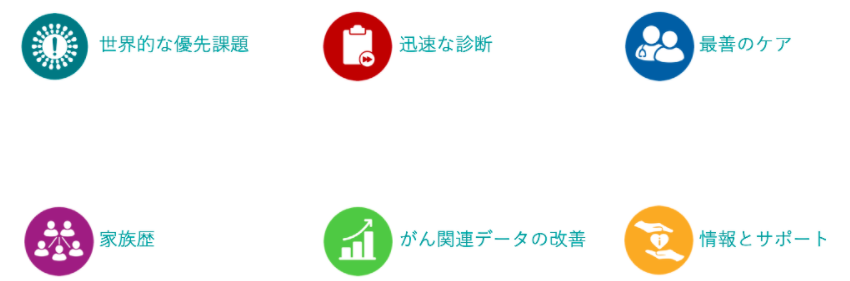 世界的な優先課題
迅速な診断
最善のケア
家族歴
がん関連データの改善
情報とサポート